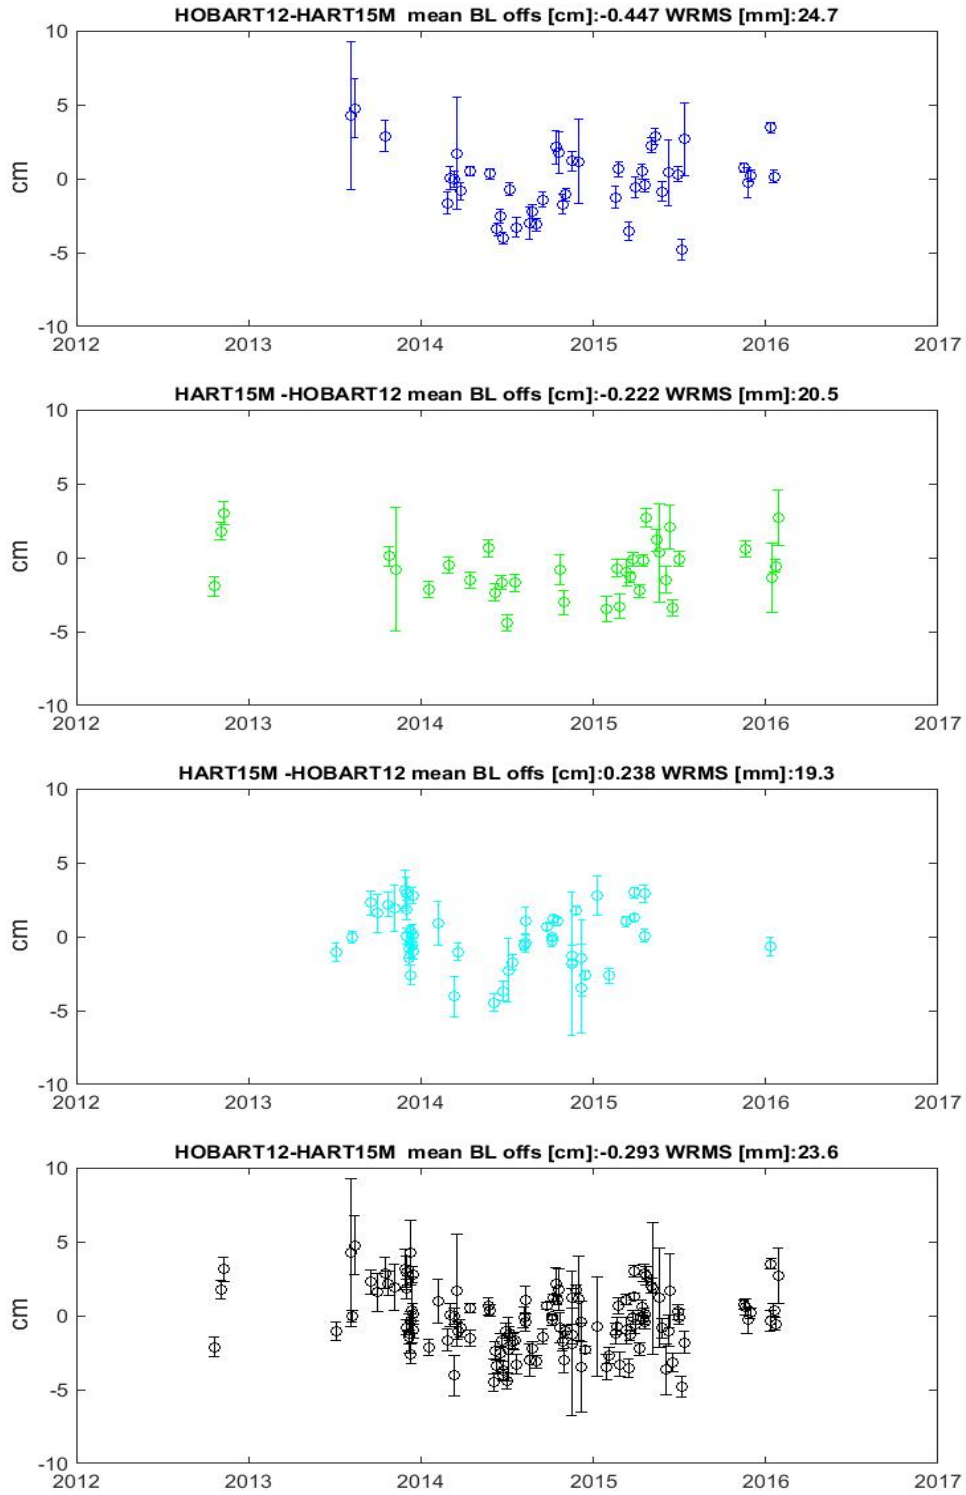 HOBART12-HART15M mean BL offs [cm]:-0.447 WRMS [mm]:24.7
10
5
0
-5
-10
cm
2012 2013 2014 2015 2016 2017
HART15M -HOBART12 mean BL offs [cm]:-0.222 WRMS [mm]:20.5
10
5
0
-5
-10
cm
2012 2013 2014 2015 2016 2017
HART15M -HOBART12 mean BL offs [cm]:0.238 WRMS [mm]:19.3
10
5
0
-5
-10
cm
2012 2013 2014 2015 2016 2017
HOBART12-HART15M mean BL offs [cm]:-0.293 WRMS [mm]:23.6
10
5
0
-5
-10
cm
2012 2013 2014 2015 2016 2017